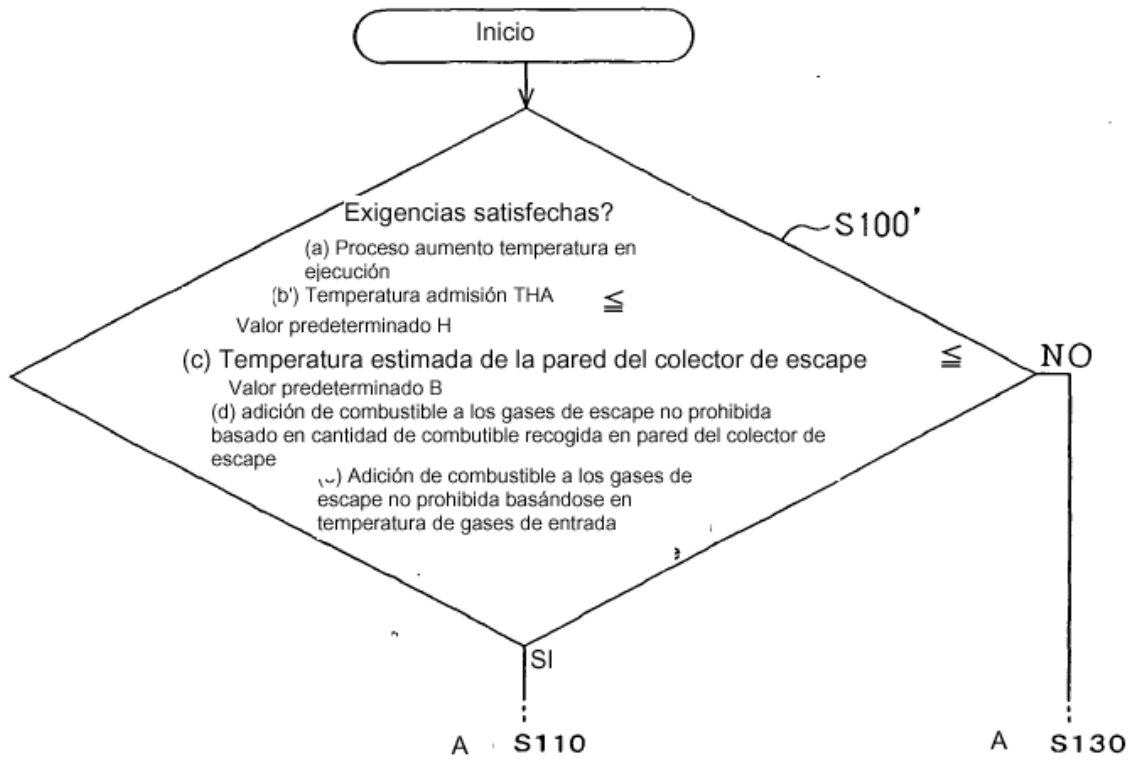 Inicio
Exigencias satisfechas?
S100'
(a) Proceso aumento temperatura en
ejecución
(b') Temperatura admisión THA ≦
Valor predeterminado H
(c) Temperatura estimada de la pared del colector de escape ≦
NO
Valor predeterminado B
(d) adición de combustible a los gases de escape no prohibida
basado en cantidad de combutible recogida en pared del colector de
escape
) Adición de combustible a los gases de
escape no prohibida basándose en
temperatura de gases de entrada
SI
A S110
A S130